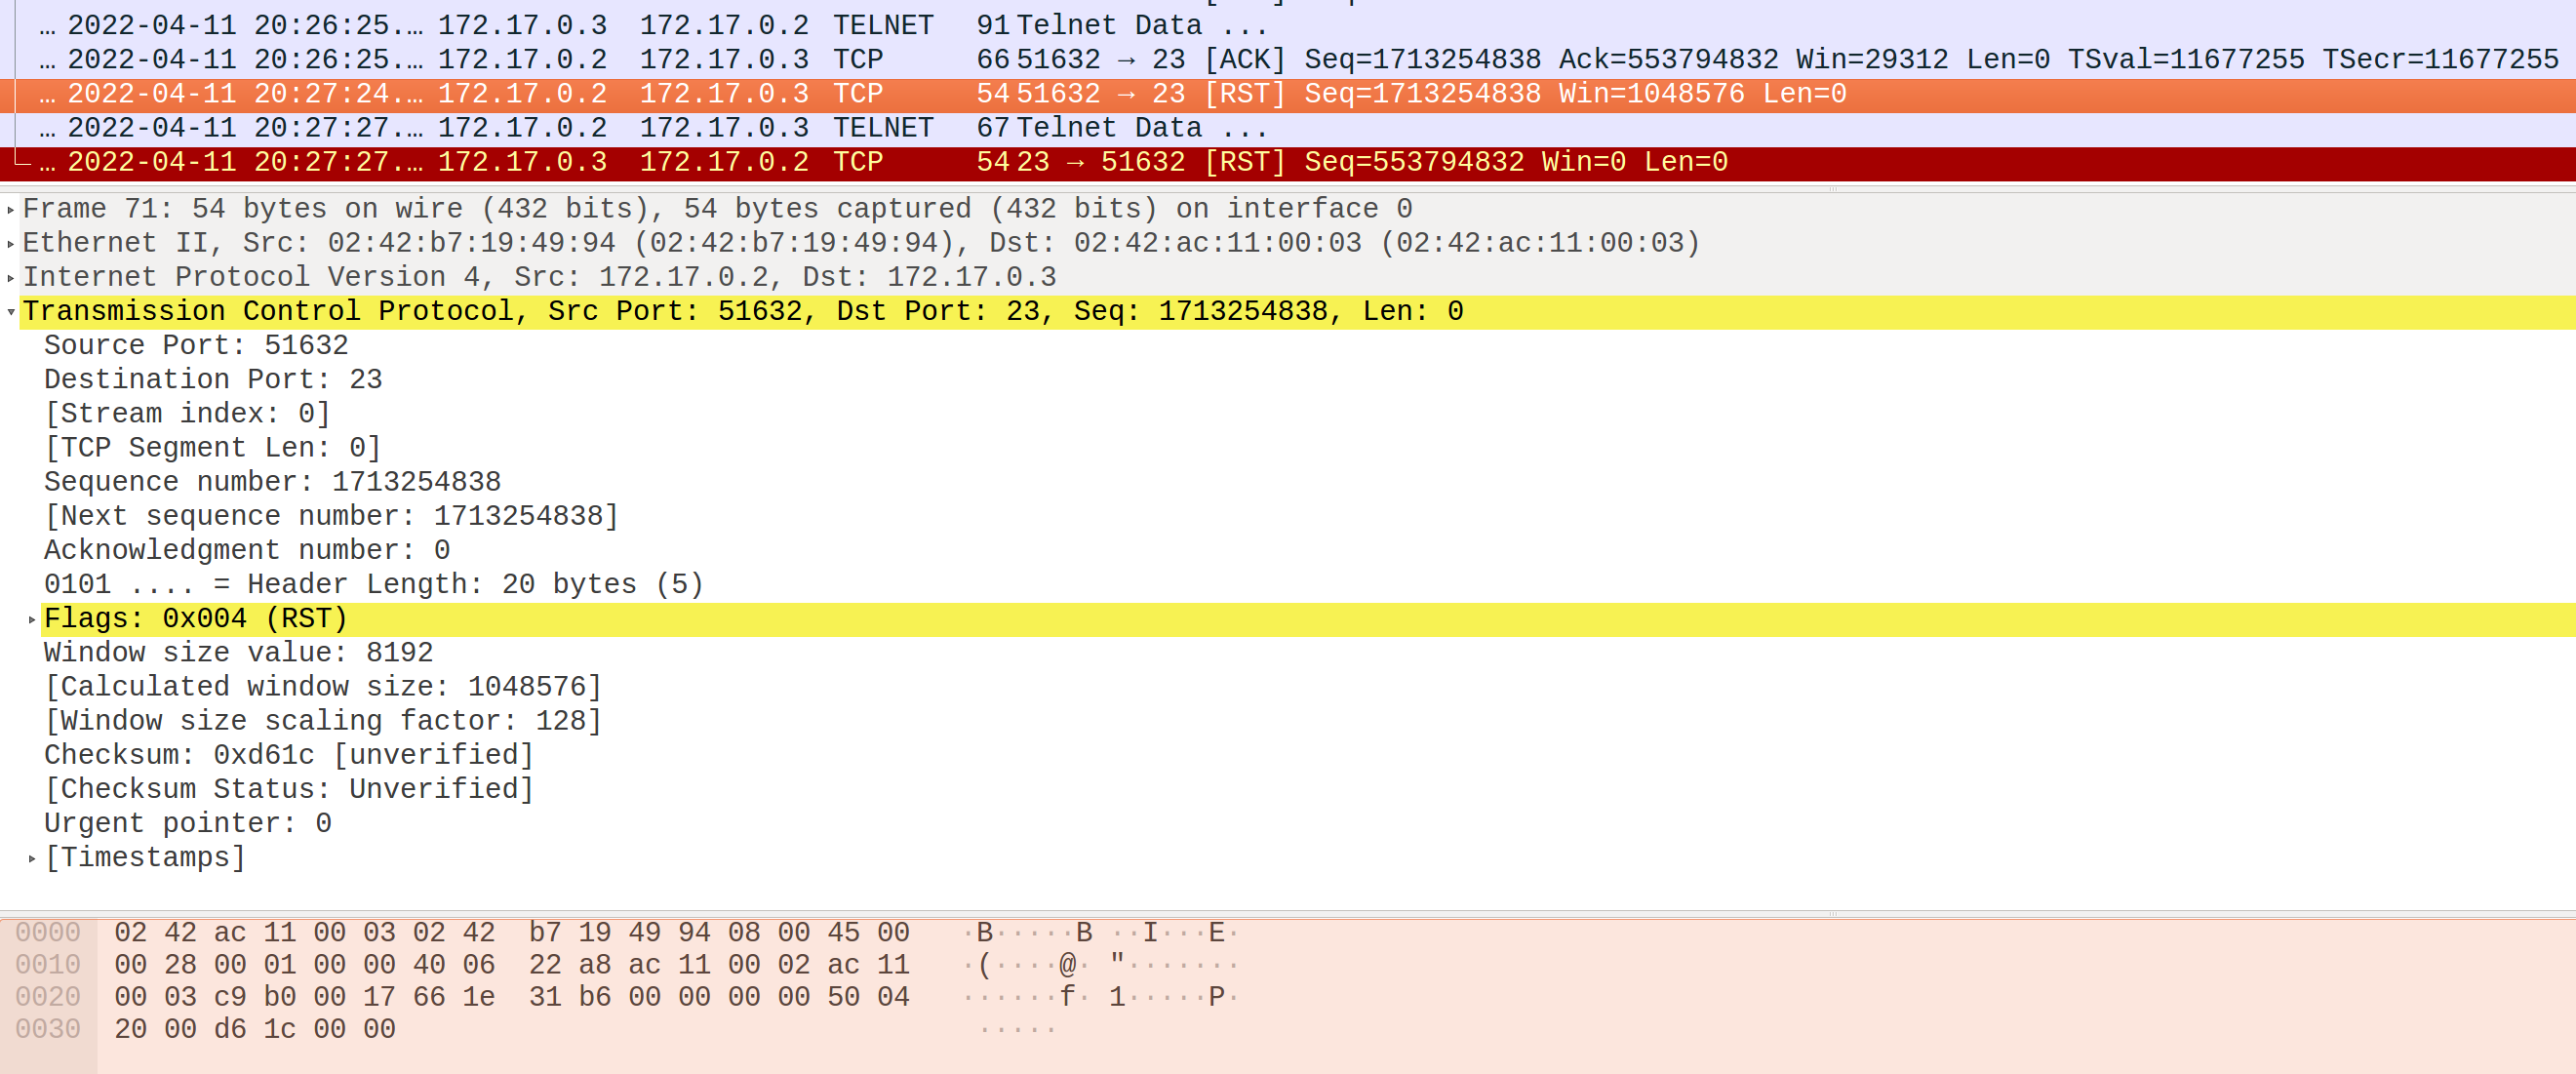 … 2022-04-11 20:26:25.… 172.17.0.3 172.17.0.2 TELNET 91 Telnet Data ...
… 2022-04-11 20:26:25.… 172.17.0.2 172.17.0.3 TCP 66 51632 → 23 [ACK] Seq=1713254838 Ack=553794832 Win=29312 Len=0 TSval=11677255 TSecr=11677255
… 2022-04-11 20:27:24.… 172.17.0.2 172.17.0.3 TCP 54 51632 → 23 [RST] Seq=1713254838 Win=1048576 Len=0
… 2022-04-11 20:27:27.… 172.17.0.2 172.17.0.3 TELNET 67 Telnet Data ...
… 2022-04-11 20:27:27.… 172.17.0.3 172.17.0.2 TCP 54 23 → 51632 [RST] Seq=553794832 Win=0 Len=0
Frame 71: 54 bytes on wire (432 bits), 54 bytes captured (432 bits) on interface 0
Ethernet II, Src: 02:42:b7:19:49:94 (02:42:b7:19:49:94), Dst: 02:42:ac:11:00:03 (02:42:ac:11:00:03)
Internet Protocol Version 4, Src: 172.17.0.2, Dst: 172.17.0.3
Transmission Control Protocol, Src Port: 51632, Dst Port: 23, Seq: 1713254838, Len: 0
Source Port: 51632
Destination Port: 23
[Stream index: 0]
[TCP Segment Len: 0]
Sequence number: 1713254838
[Next sequence number: 1713254838]
Acknowledgment number: 0
0101 .... = Header Length: 20 bytes (5)
Flags: 0x004 (RST)
Window size value: 8192
[Calculated window size: 1048576]
[Window size scaling factor: 128]
Checksum: 0xd61c [unverified]
[Checksum Status: Unverified]
Urgent pointer: 0
[Timestamps]
0000 02 42 ac 11 00 03 02 42 b7 19 49 94 08 00 45 00 ·B·····B ··I···E·
0010 00 28 00 01 00 00 40 06 22 a8 ac 11 00 02 ac 11 ·(····@· "·······
0020 00 03 c9 b0 00 17 66 1e 31 b6 00 00 00 00 50 04 ······f· 1·····P·
0030 20 00 d6 1c 00 00 ·····